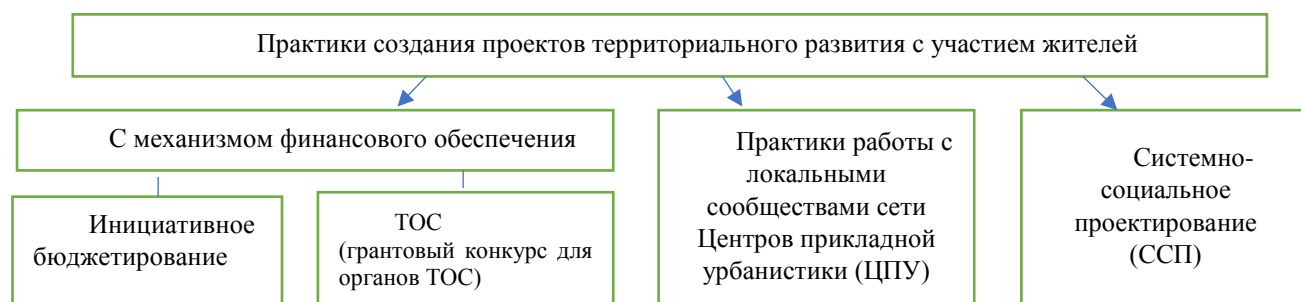 Практики создания проектов территориального развития с участием жителей
С механизмом финансового обеспечения
Инициативное
бюджетирование
ТОС
(грантовый конкурс для
органов ТОС)
Практики работы с
локальными
сообществами сети
Центров прикладной
урбанистики (ЦПУ)
Системно-
социальное
проектирование
(ССП)